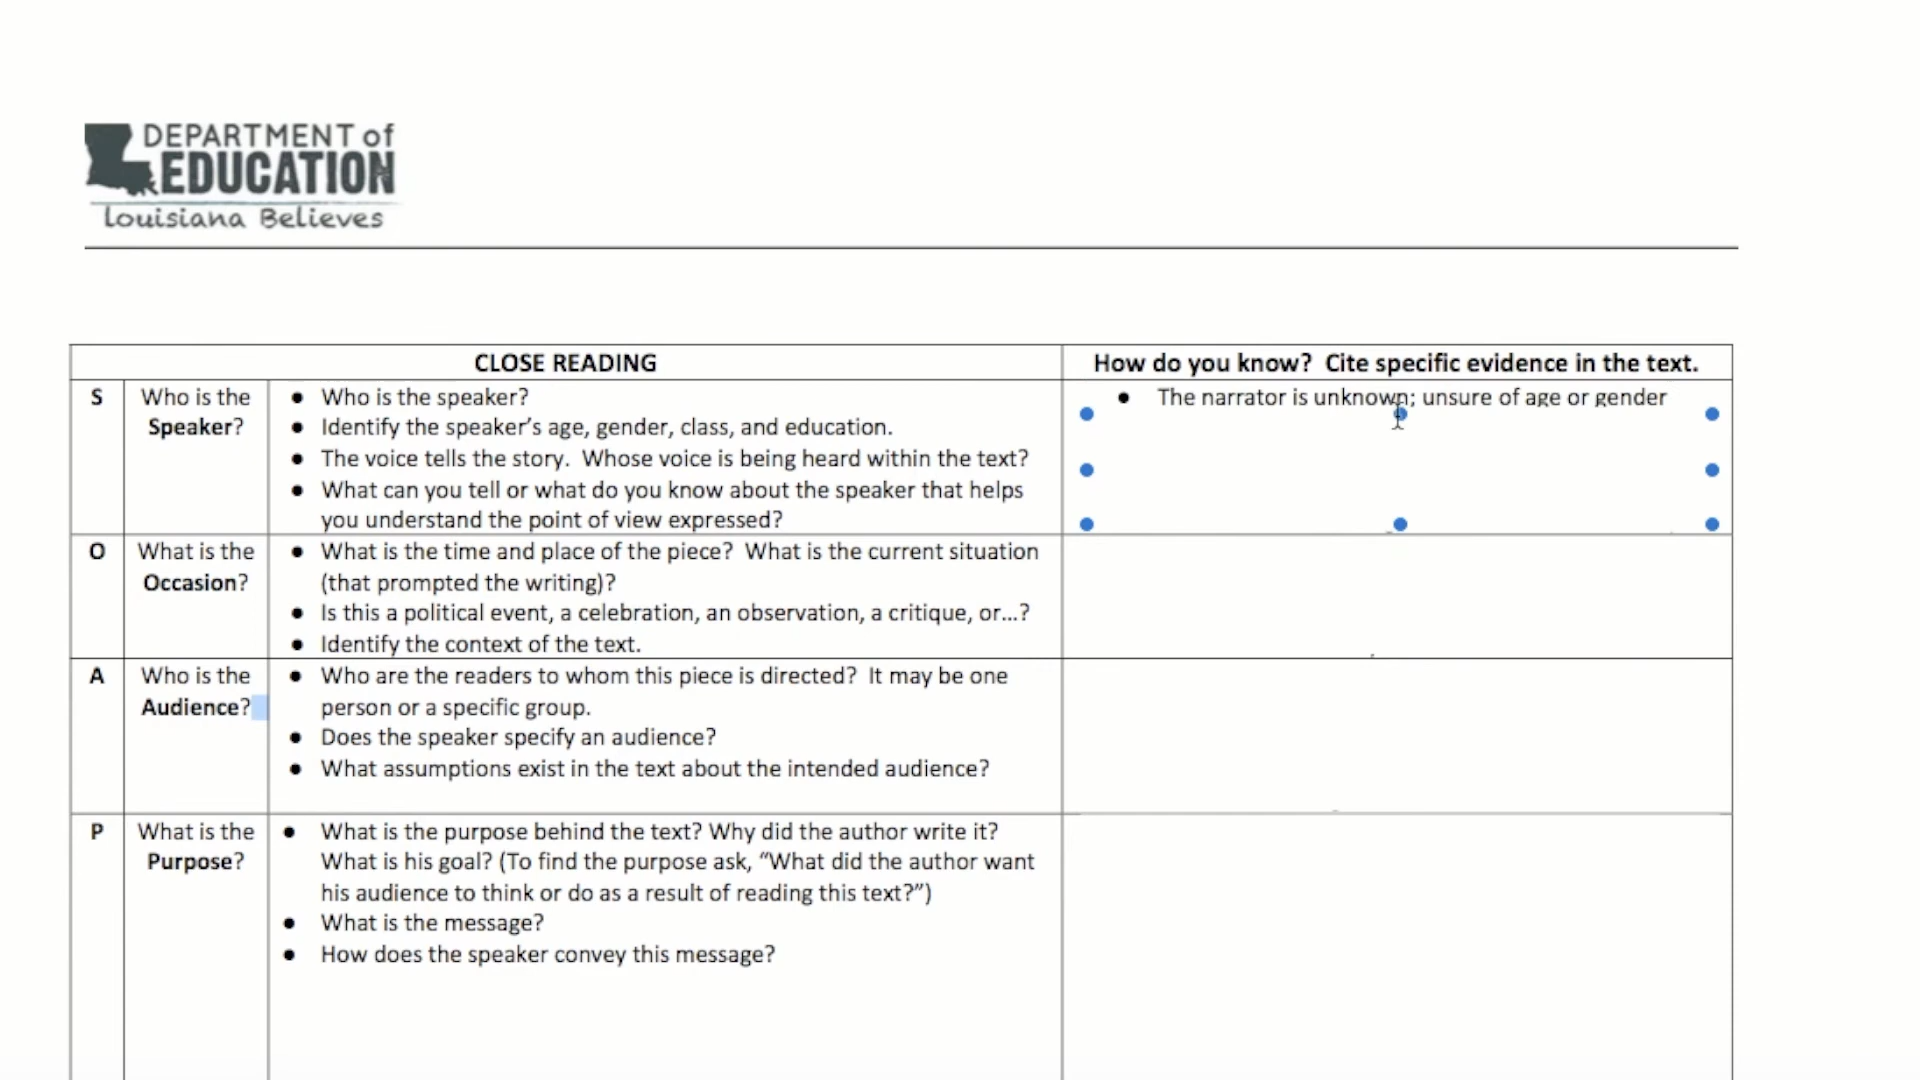 DEPARTMENT of
EDUCATION
Louisiana Believes
CLOSE READING
How do you know?  Cite specific evidence in the text.
S
Who is the
Speaker?
● Who is the speaker?
● Identify the speaker’s age, gender, class, and education.
● The voice tells the story.  Whose voice is being heard within the text?
● What can you tell or what do you know about the speaker that helps
you understand the point of view expressed?
● The narrator is unknown; unsure of age or gender
O
What is the
Occasion?
● What is the time and place of the piece?  What is the current situation
(that prompted the writing)?
● Is this a political event, a celebration, an observation, a critique, or…?
● Identify the context of the text.
A
Who is the
Audience?
● Who are the readers to whom this piece is directed?  It may be one
person or a specific group.
● Does the speaker specify an audience?
● What assumptions exist in the text about the intended audience?
P
What is the
Purpose?
● What is the purpose behind the text? Why did the author write it?
What is his goal? (To find the purpose ask, “What did the author want
his audience to think or do as a result of reading this text?”)
● What is the message?
● How does the speaker convey this message?